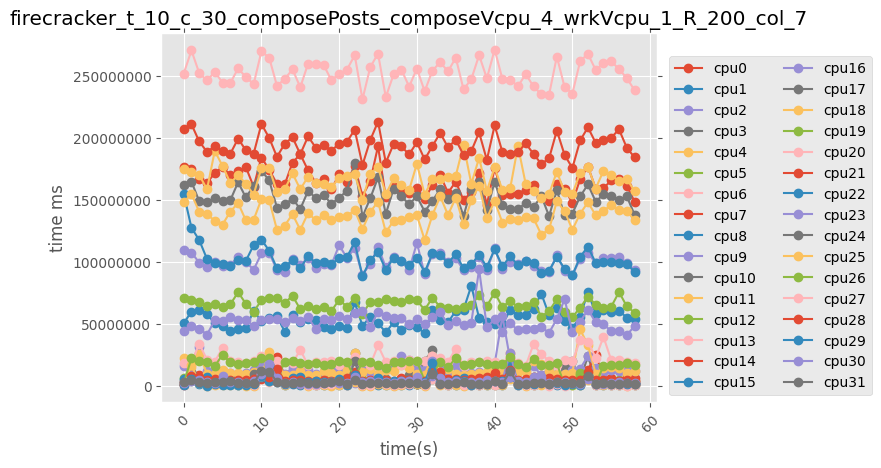 firecracker_t_10_c_30_composePosts_composeVcpu_4_wrkVcpu_1_R_200_col_7
time ms
250000000
200000000
150000000
100000000
50000000
0
0
10
20
30
40
50
60
time(s)
cpu0
cpu1
cpu2
cpu3
cpu4
cpu5
cpu6
cpu7
cpu8
cpu9
cpu10
cpu11
cpu12
cpu13
cpu14
cpu15
cpu16
cpu17
cpu18
cpu19
cpu20
cpu21
cpu22
cpu23
cpu24
cpu25
cpu26
cpu27
cpu28
cpu29
cpu30
cpu31